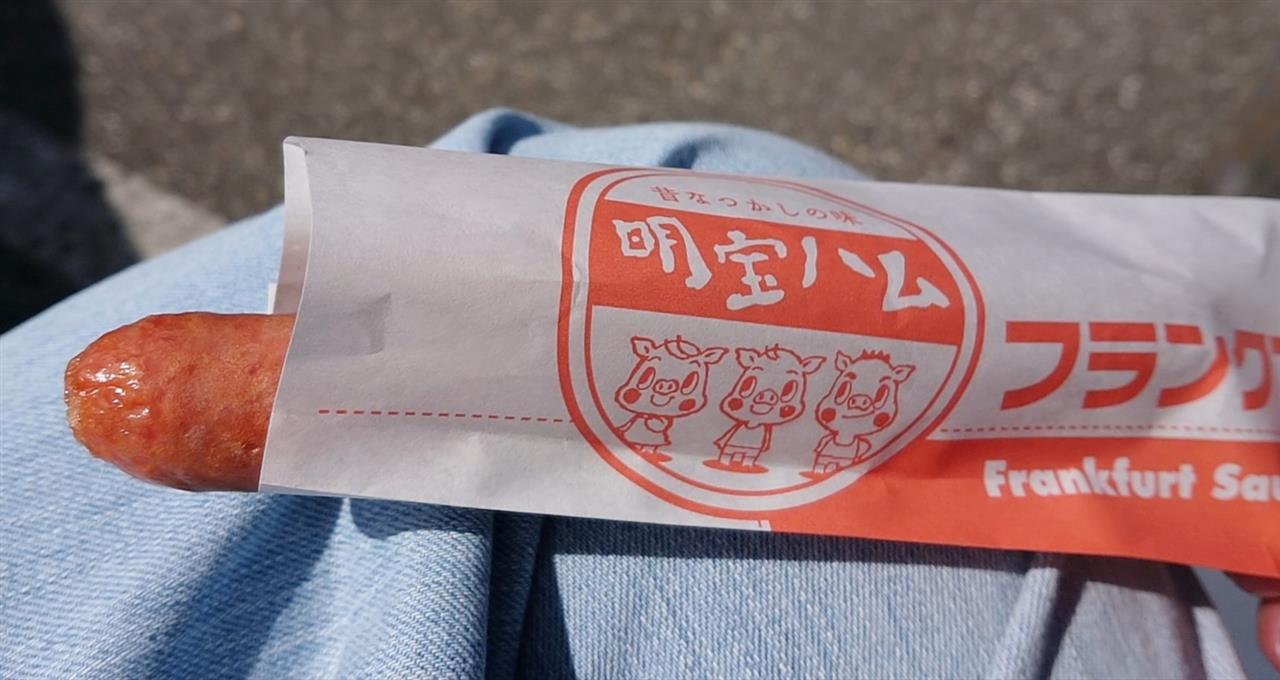 昔なつかしの味
明宝ハム
フランク
Frankfurt Sau